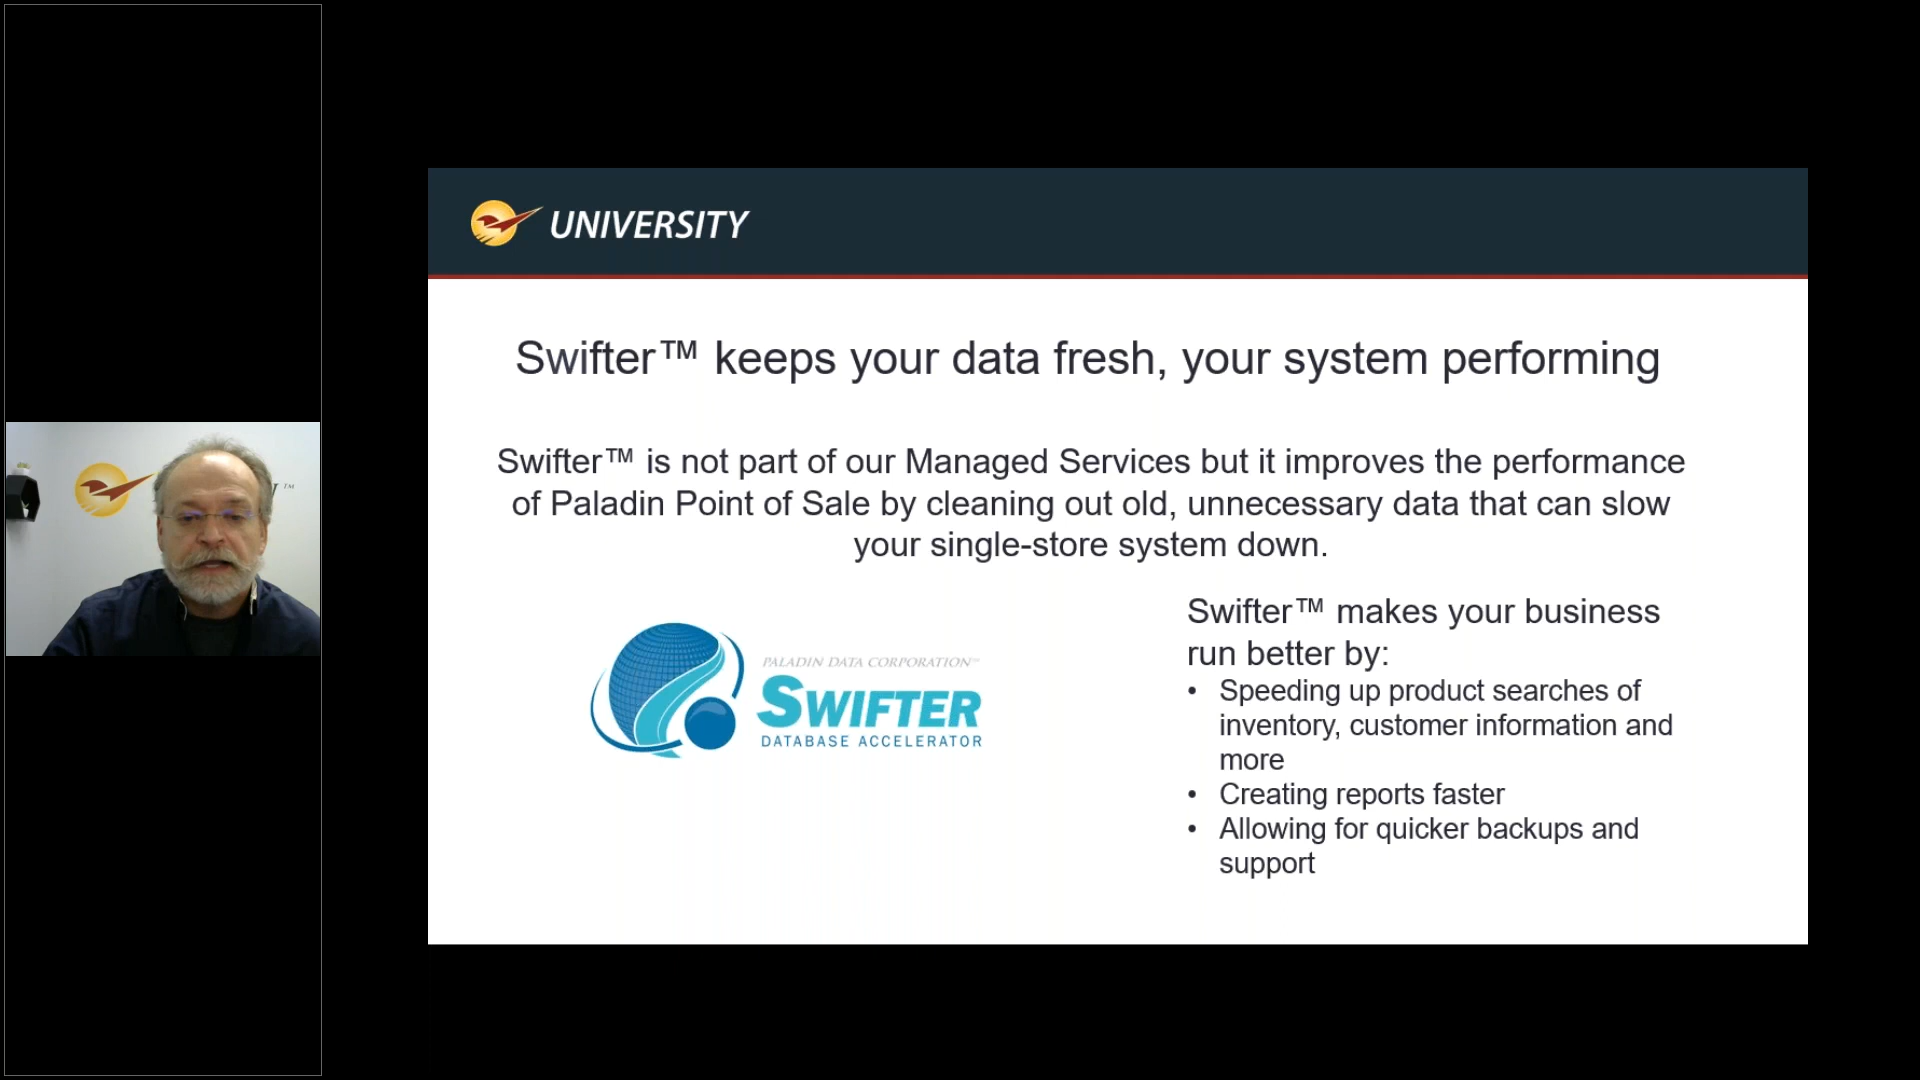 UNIVERSITY
Swifter™ keeps your data fresh, your system performing
Swifter™ is not part of our Managed Services but it improves the performance
of Paladin Point of Sale by cleaning out old, unnecessary data that can slow
your single-store system down.
PALADIN DATA CORPORATION
SWIFTER
DATABASE ACCELERATOR
Swifter™ makes your business
run better by:
• Speeding up product searches of
inventory, customer information and
more
• Creating reports faster
• Allowing for quicker backups and
support